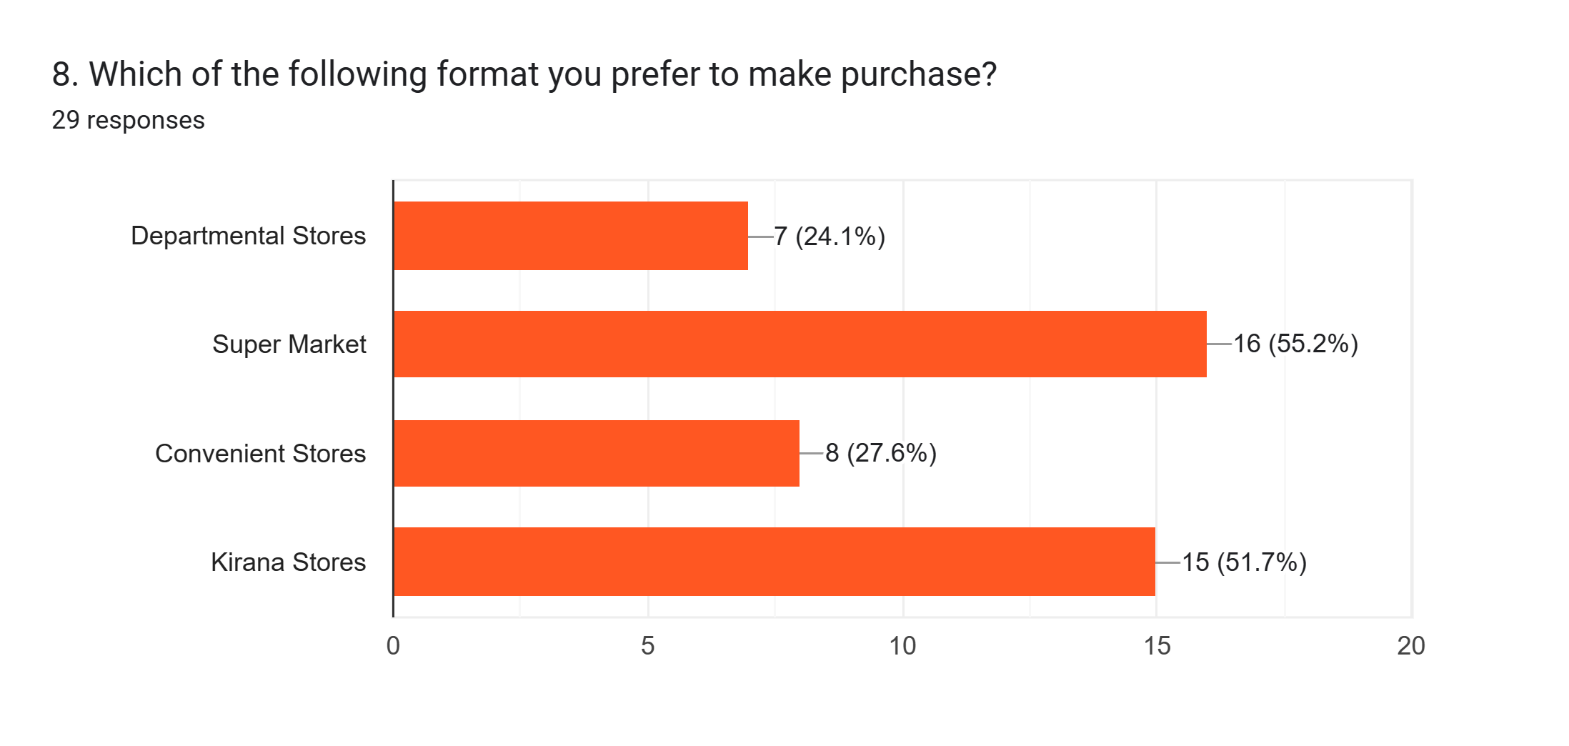 8. Which of the following format you prefer to make purchase?
29 responses
Departmental Stores 7 (24.1%)
Super Market 16 (55.2%)
Convenient Stores 8 (27.6%)
Kirana Stores 15 (51.7%)
0 5 10 15 20